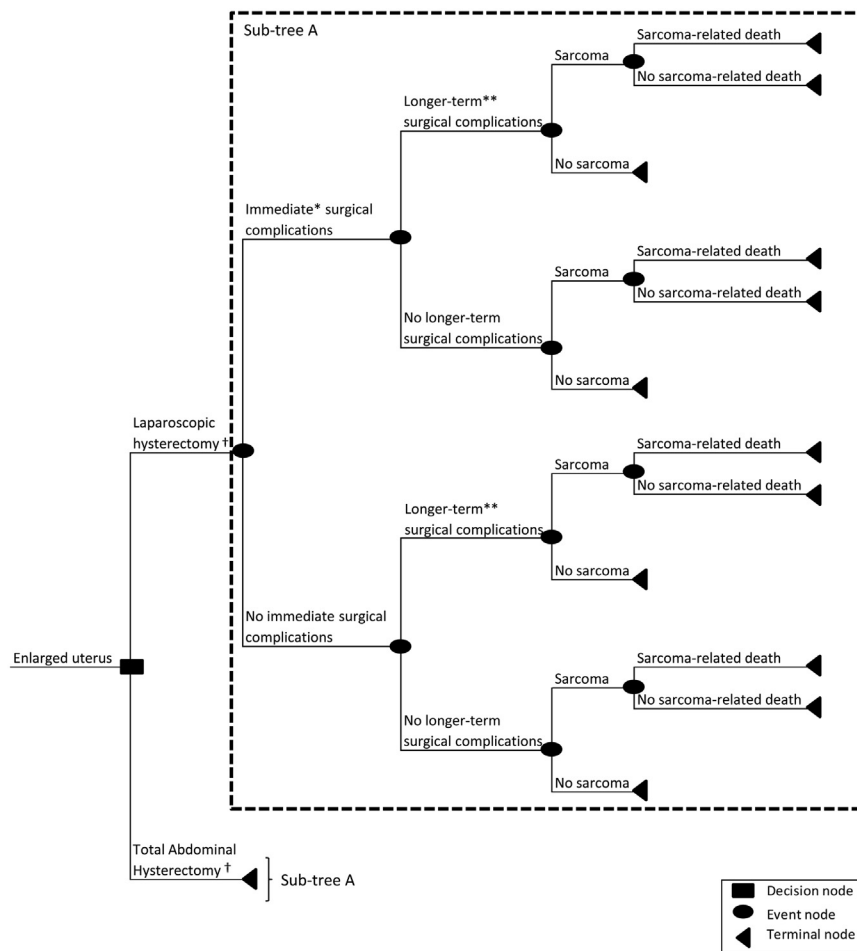 Sub-tree A
Sarcoma-related death
Sarcoma
No sarcoma-related death
Longer-term**
surgical complications
No sarcoma
Immediate* surgical
complications
Sarcoma-related death
Sarcoma
No sarcoma-related death
No longer-term
surgical complications
No sarcoma
Laparoscopic
hysterectomy †
Sarcoma-related death
Sarcoma
No sarcoma-related death
Longer-term**
surgical complications
No sarcoma
No immediate surgical
complications
Enlarged uterus
Sarcoma-related death
Sarcoma
No sarcoma-related death
No longer-term
surgical complications
No sarcoma
Total Abdominal
Hysterectomy †
Sub-tree A
Decision node
Event node
Terminal node